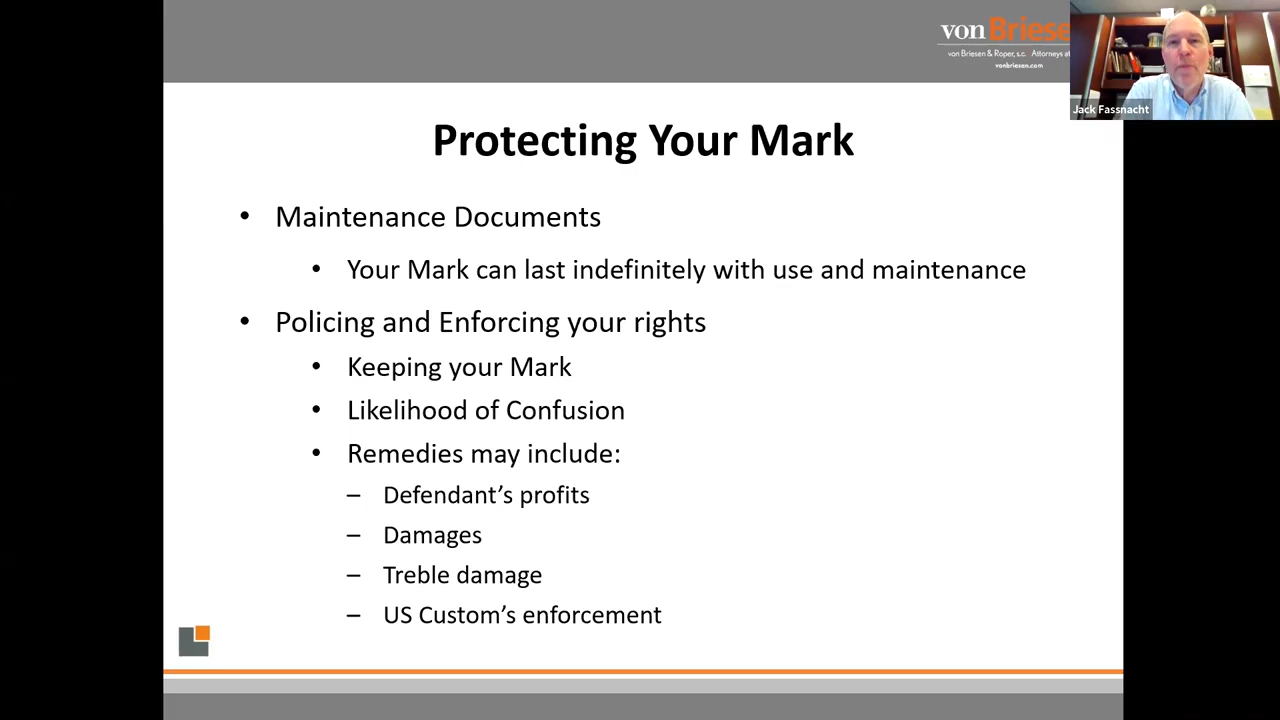 von Briese
von Briesen & Roper, s.c. Attorneys at
vonbriesen.com
Jack Fassnacht
Protecting Your Mark
• Maintenance Documents
• Your Mark can last indefinitely with use and maintenance
• Policing and Enforcing your rights
• Keeping your Mark
• Likelihood of Confusion
• Remedies may include:
– Defendant’s profits
– Damages
– Treble damage
– US Custom’s enforcement